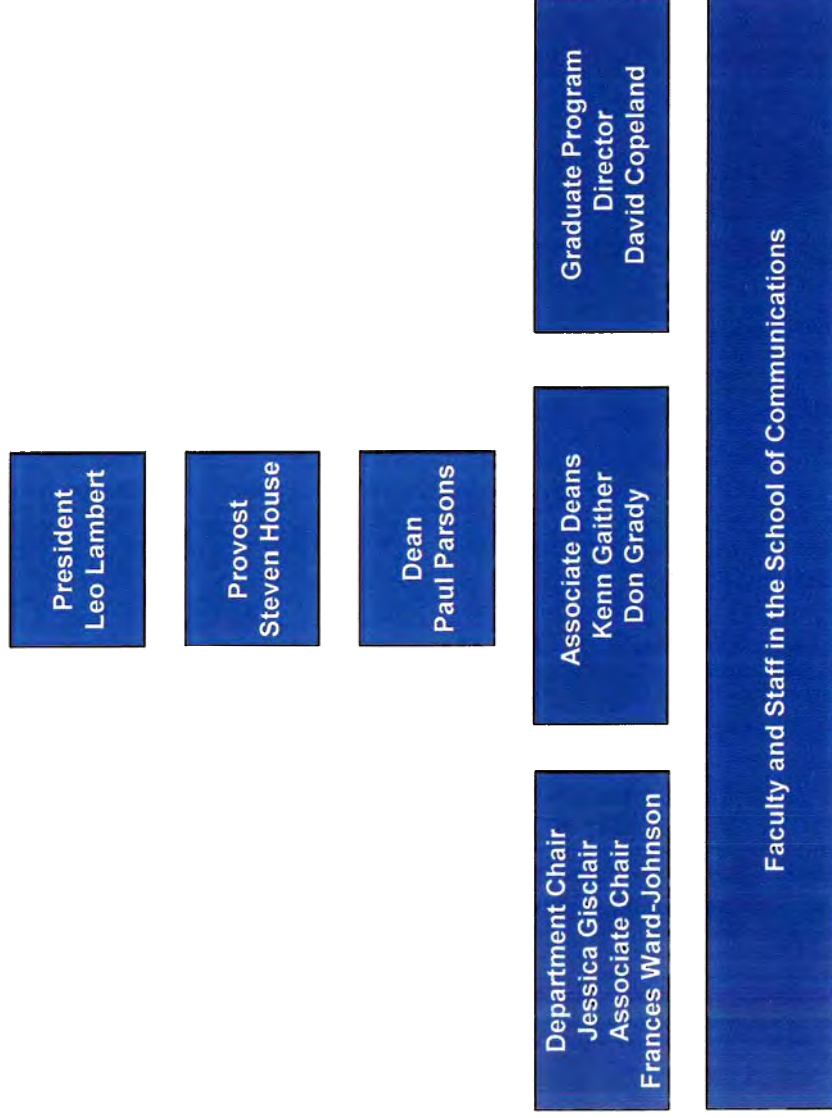 President
Leo Lambert
Provost
Steven House
Dean
Paul Parsons
Department Chair
Jessica Gisclair
Associate Chair
Frances Ward-Johnson
Associate Deans
Kenn Gaither
Don Grady
Graduate Program
Director
David Copeland
Faculty and Staff in the School of Communications